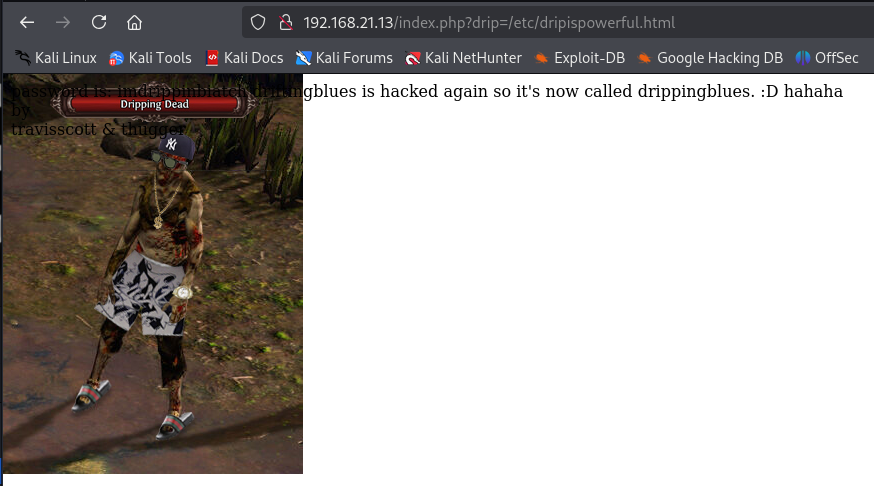 192.168.21.13/index.php?drip=/etc/dripispowerful.html
Kali Linux Kali Tools Kali Docs Kali Forums Kali NetHunter Exploit-DB Google Hacking DB OffSec
password is: imdrippinbiatch driftingblues is hacked again so it's now called drippingblues. :D hahaha
Dripping Dead
by
travisscott & thugger
NY